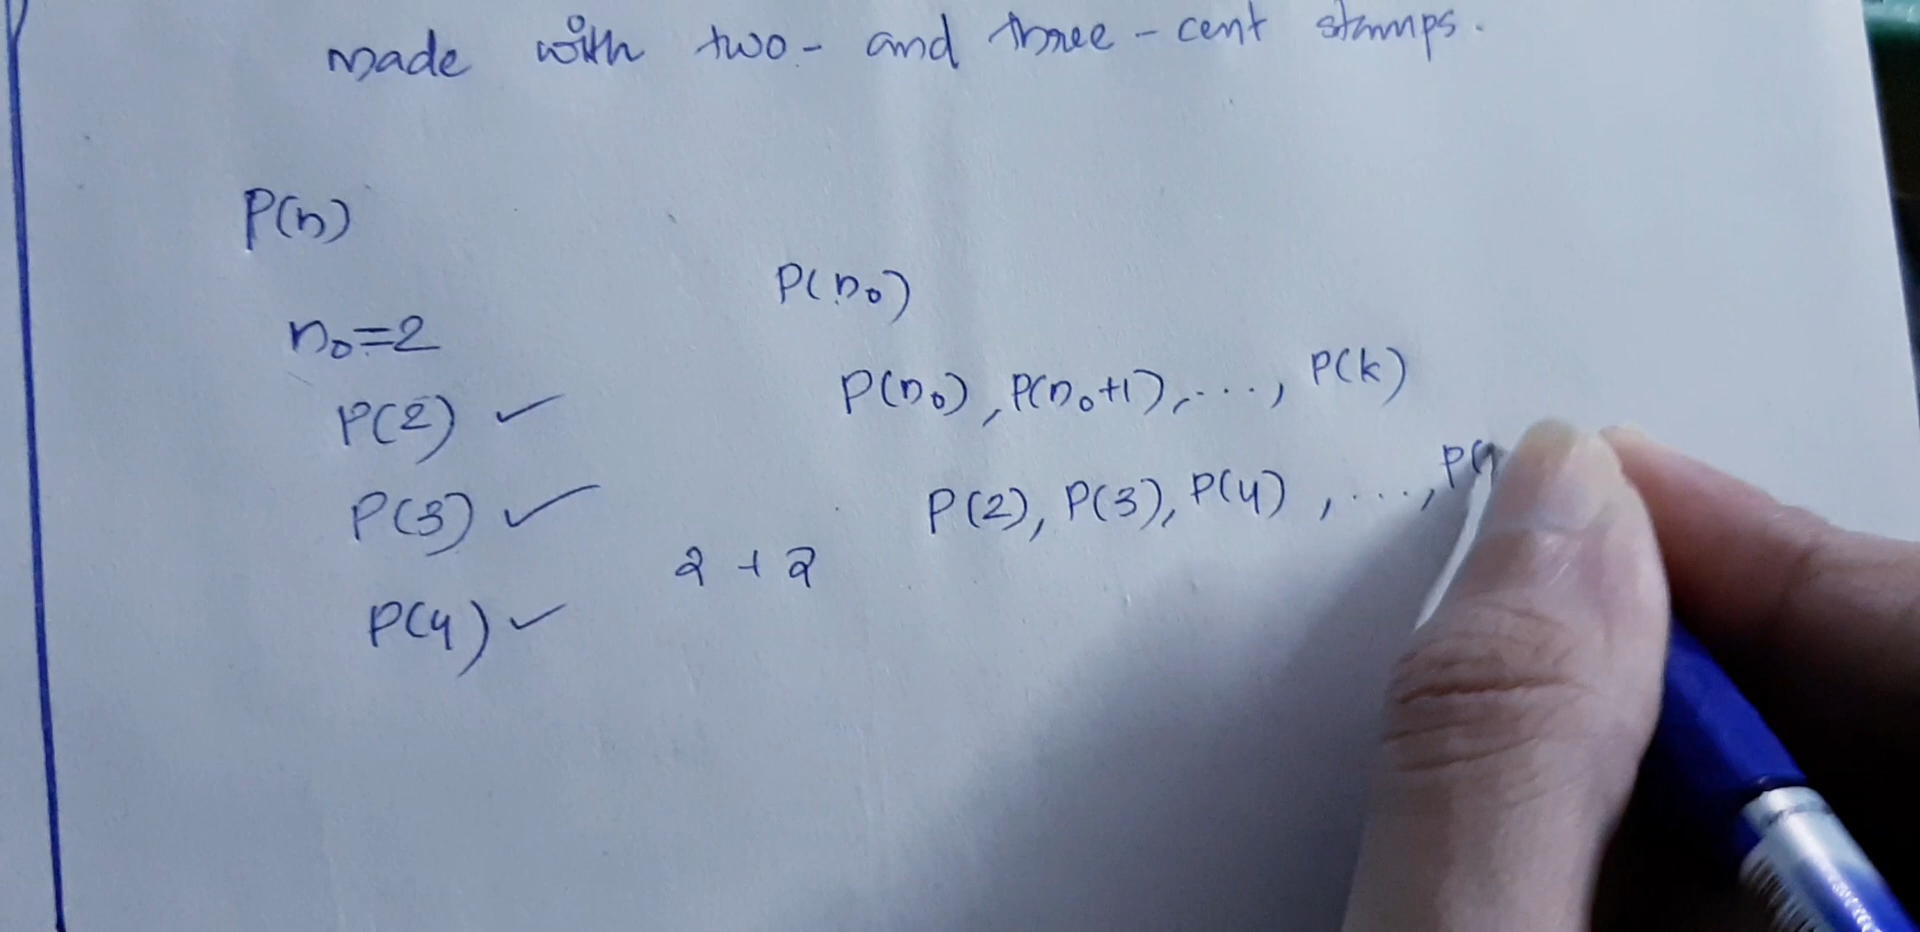 made with two- and three-cent stamps.
P(n)
n₀=2
P(2) ✓
P(3) ✓
P(4) ✓
2 + 2
P(n₀)
P(n₀), P(n₀+1), ..., P(k)
P(2), P(3), P(4), ..., P(